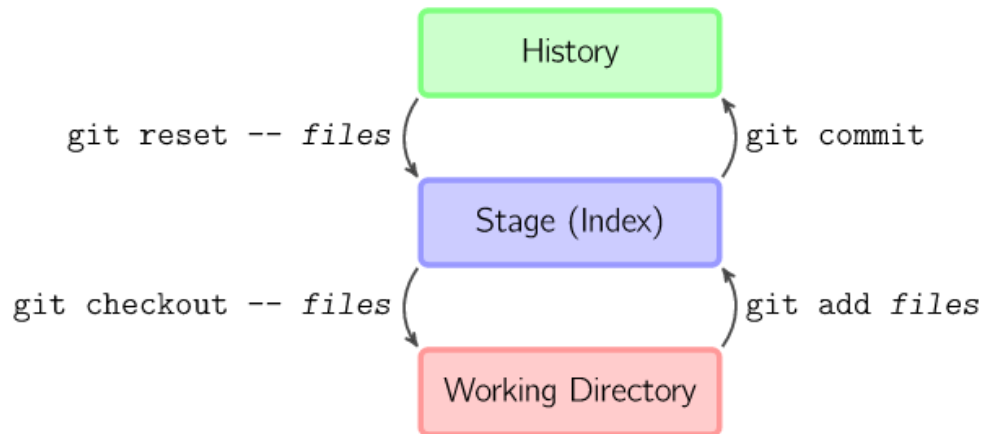 History
git reset -- files
git commit
Stage (Index)
git checkout -- files
git add files
Working Directory